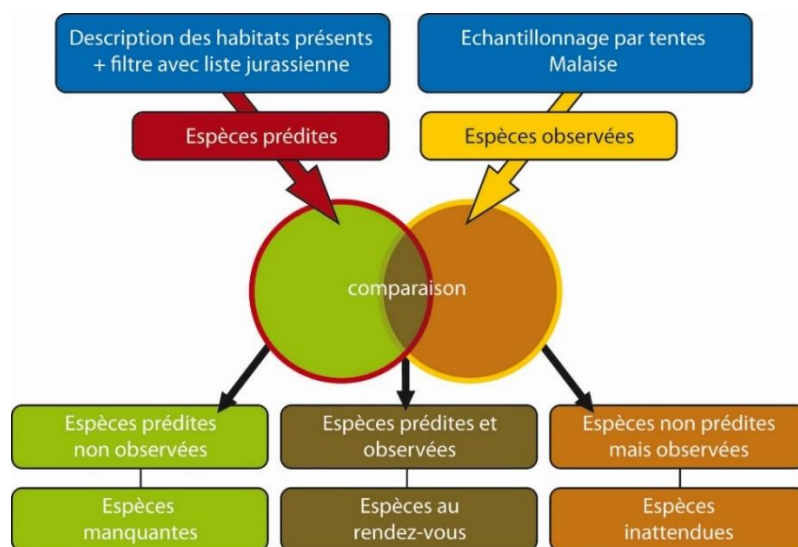 Description des habitats présents
+ filtre avec liste jurassienne
Echantillonnage par tentes
Malaise
Espèces prédites
Espèces observées
comparaison
Espèces prédites
non observées
Espèces prédites et
observées
Espèces non prédites
mais observées
Espèces
manquantes
Espèces au
rendez-vous
Espèces
inattendues